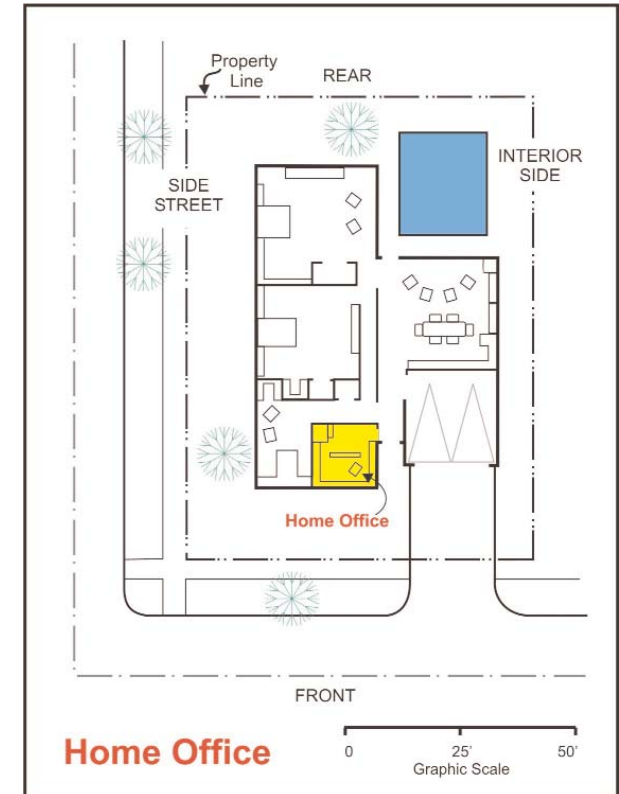 Property
Line
REAR
INTERIOR
SIDE
SIDE
STREET
Home Office
FRONT
Home Office
0
25'
50'
Graphic Scale